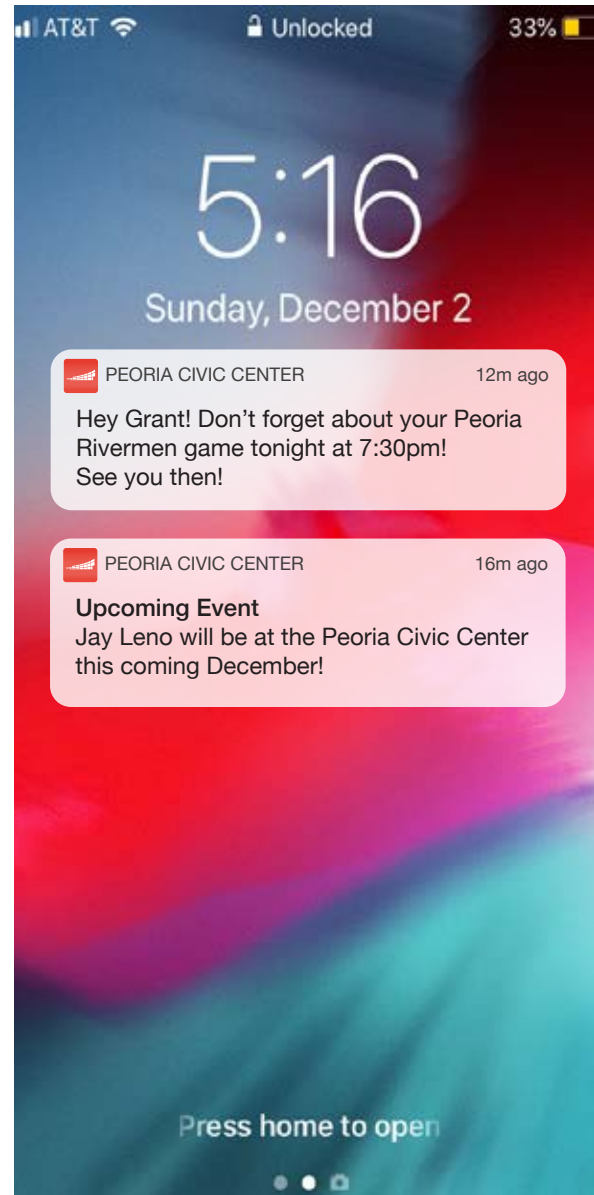 AT&T Unlocked 33%
5:16
Sunday, December 2
PEORIA CIVIC CENTER 12m ago
Hey Grant! Don’t forget about your Peoria
Rivermen game tonight at 7:30pm!
See you then!
PEORIA CIVIC CENTER 16m ago
Upcoming Event
Jay Leno will be at the Peoria Civic Center
this coming December!
Press home to open